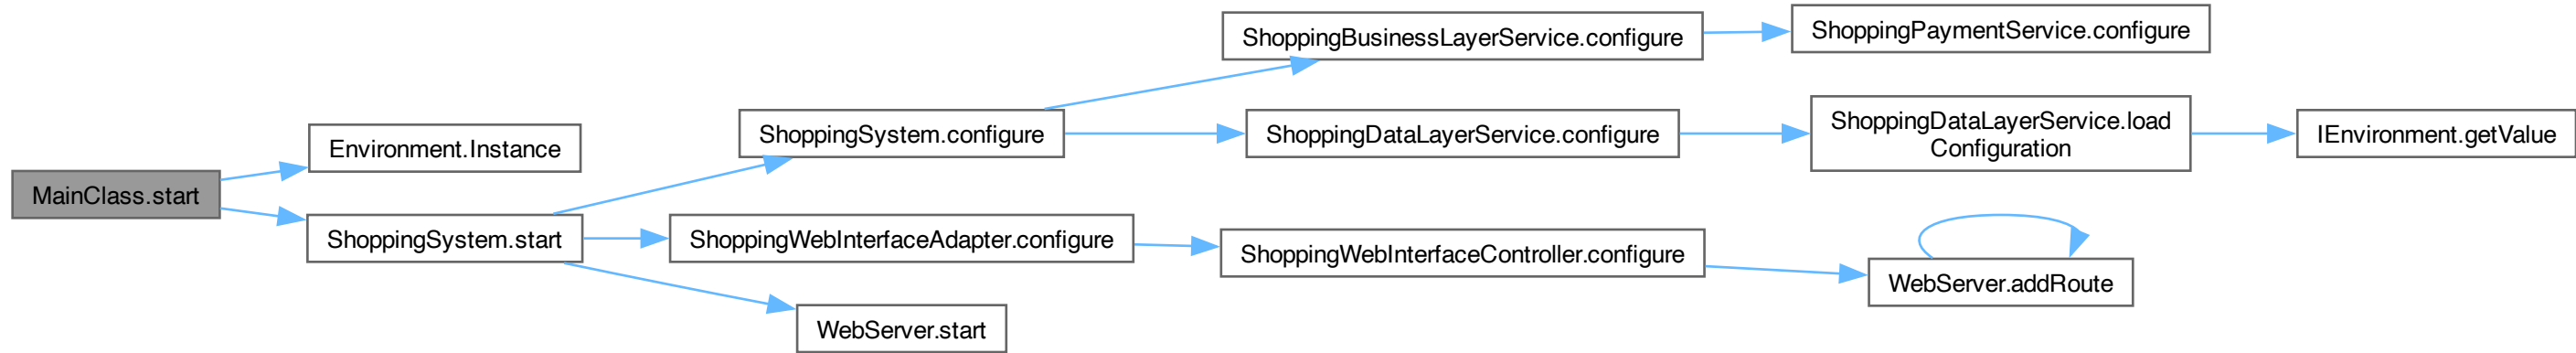 MainClass.start
Environment.Instance
ShoppingSystem.start
ShoppingSystem.configure
ShoppingWebInterfaceAdapter.configure
WebServer.start
ShoppingBusinessLayerService.configure
ShoppingDataLayerService.configure
ShoppingWebInterfaceController.configure
ShoppingPaymentService.configure
ShoppingDataLayerService.load
Configuration
WebServer.addRoute
IEnvironment.getValue